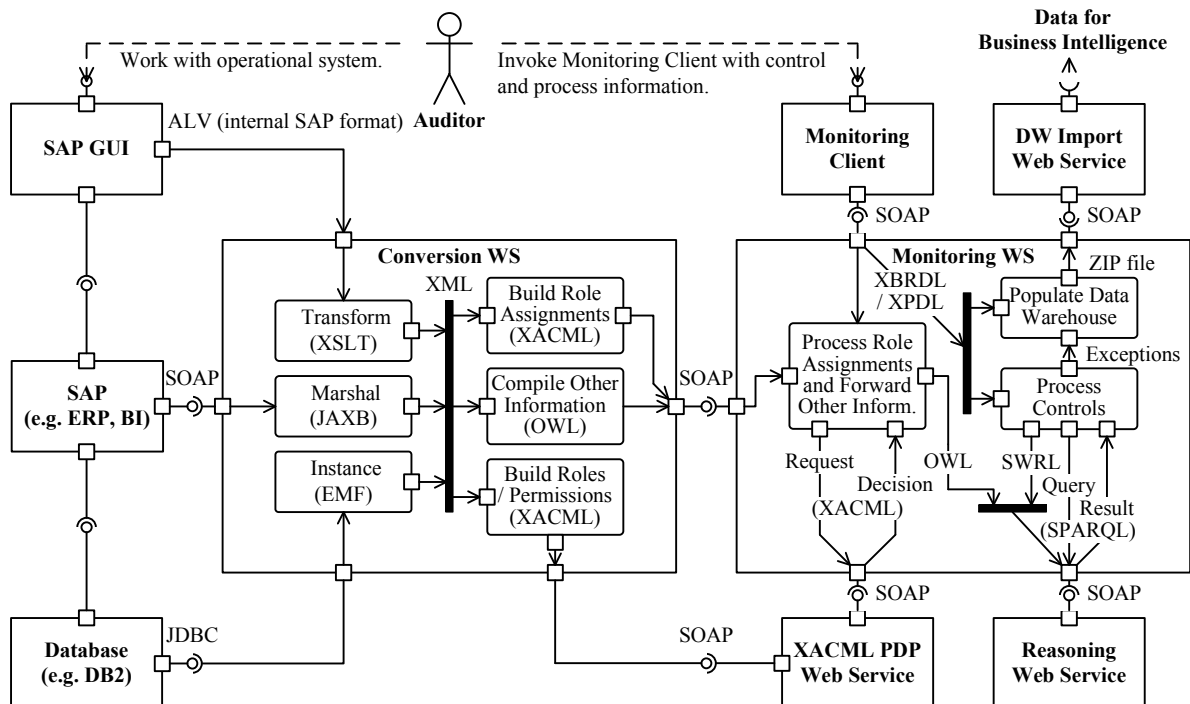 Data for
Business Intelligence
Work with operational system.
Invoke Monitoring Client with control
and process information.
Auditor
ALV (internal SAP format)
SAP GUI
Monitoring
Client
DW Import
Web Service
SOAP
SOAP
Conversion WS
Monitoring WS
XML
XBRDL
/ XPDL
ZIP file
Transform
(XSLT)
Build Role
Assignments
(XACML)
Process Role
Assignments
and Forward
Other Inform.
Populate Data
Warehouse
Exceptions
SAP
(e.g. ERP, BI)
SOAP
Marshal
(JAXB)
Compile Other
Information
(OWL)
SOAP
Process
Controls
Instance
(EMF)
Build Roles
/ Permissions
(XACML)
Request
Decision
(XACML)
OWL
SWRL
Query
Result
(SPARQL)
SOAP
SOAP
Database
(e.g. DB2)
JDBC
SOAP
XACML PDP
Web Service
Reasoning
Web Service